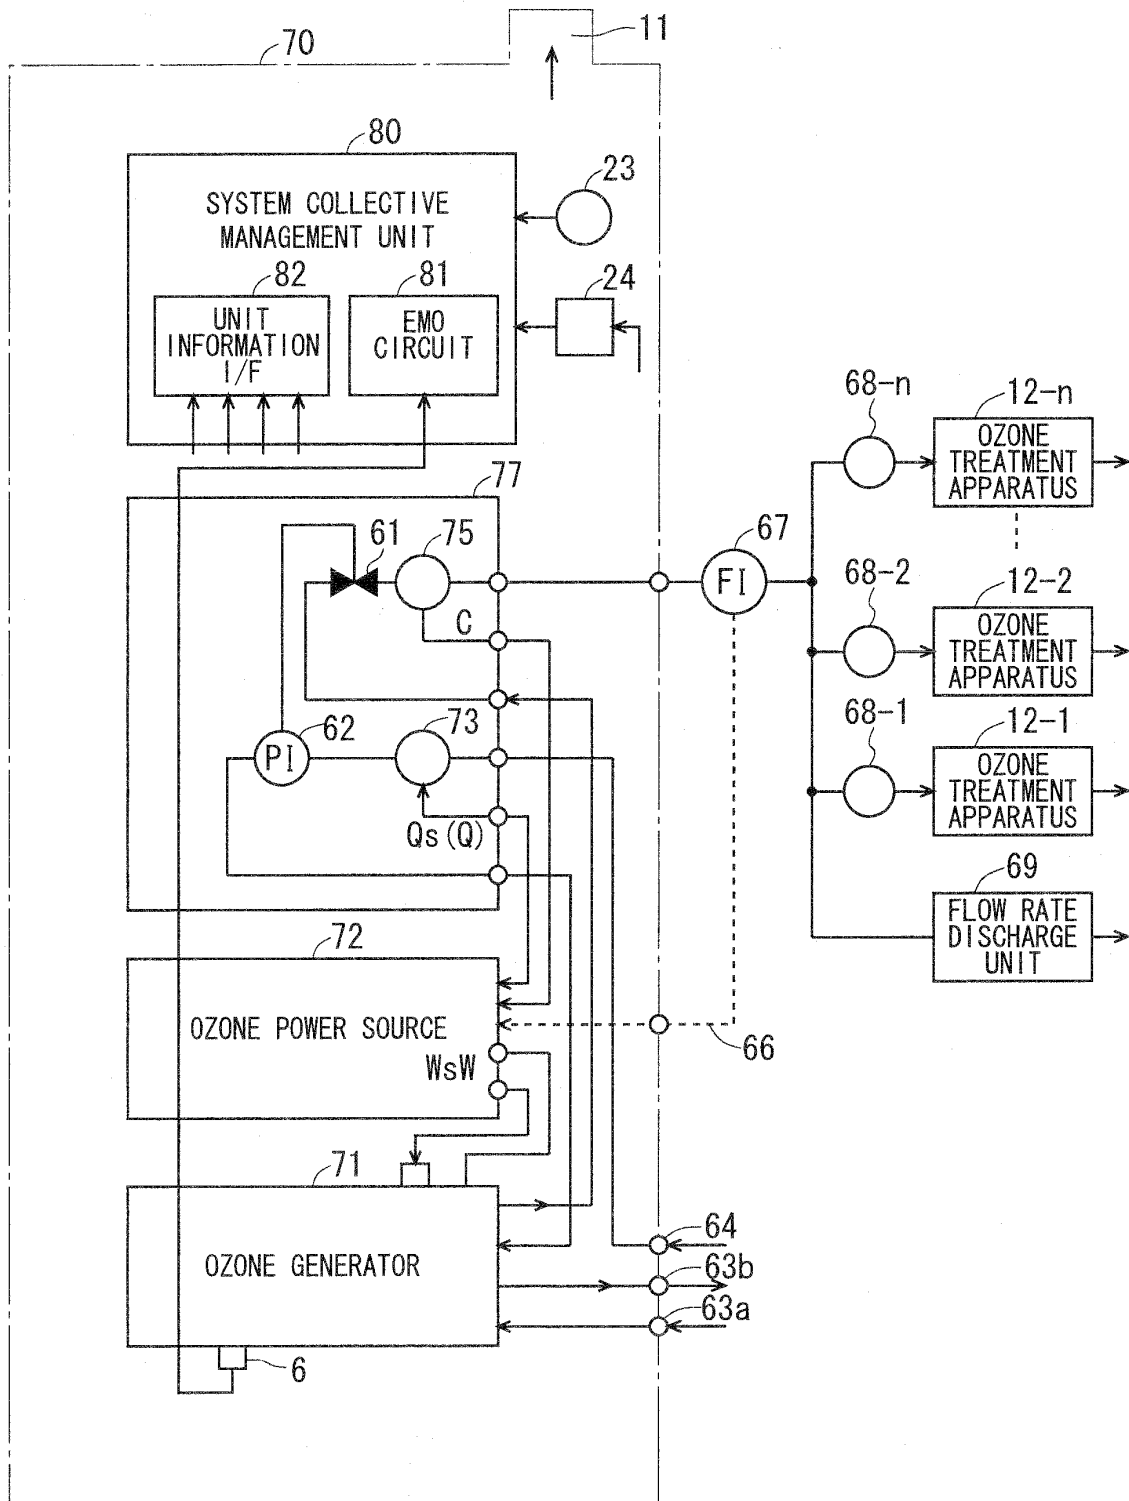 11
70
80
23
SYSTEM COLLECTIVE
MANAGEMENT UNIT
82
81
24
UNIT
INFORMATION
I/F
EMO
CIRCUIT
68-n
12-n
OZONE
TREATMENT
APPARATUS
77
61
75
67
FI
68-2
12-2
OZONE
TREATMENT
APPARATUS
C
62
73
PI
68-1
12-1
OZONE
TREATMENT
APPARATUS
Qs(Q)
69
FLOW RATE
DISCHARGE
UNIT
72
OZONE POWER SOURCE
66
WsW
71
OZONE GENERATOR
64
63b
63a
6